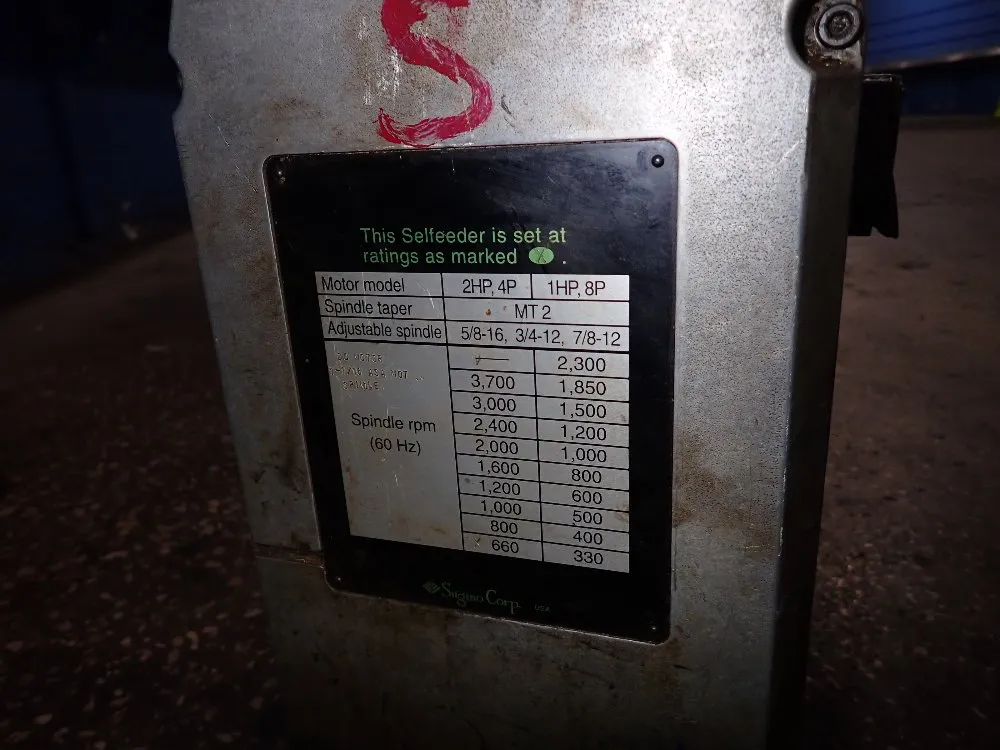 S
This Selfeeder is set at
ratings as marked X .
Motor model 2HP, 4P 1HP, 8P
Spindle taper MT 2
Adjustable spindle 5/8-16, 3/4-12, 7/8-12
— 2,300
3,700 1,850
3,000 1,500
MOTOR
Spindle rpm 2,400 1,200
(60 Hz) 2,000 1,000
1,600 800
1,200 600
1,000 500
800 400
660 330
Sugino Corp. USA